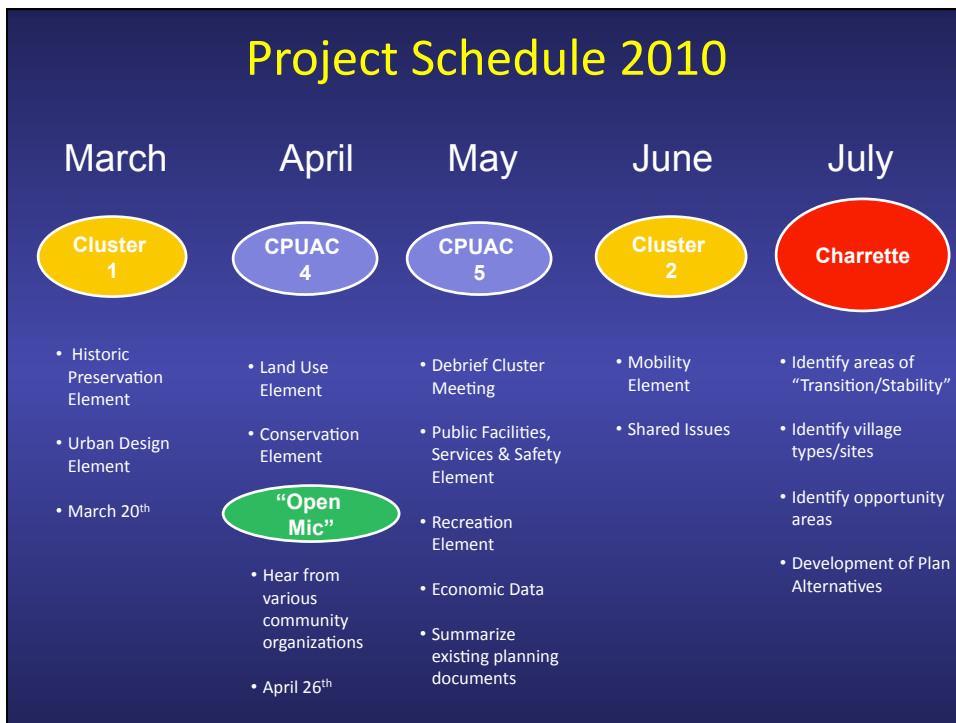 Project Schedule 2010
March
Cluster
1
• Historic
Preservation
Element
• Urban Design
Element
• March 20th
April
CPUAC
4
• Land Use
Element
• Conservation
Element
“Open
Mic”
• Hear from
various
community
organizations
• April 26th
May
CPUAC
5
• Debrief Cluster
Meeting
• Public Facilities,
Services & Safety
Element
• Recreation
Element
• Economic Data
• Summarize
existing planning
documents
June
Cluster
2
• Mobility
Element
• Shared Issues
July
Charrette
• Identify areas of
“Transition/Stability”
• Identify village
types/sites
• Identify opportunity
areas
• Development of Plan
Alternatives